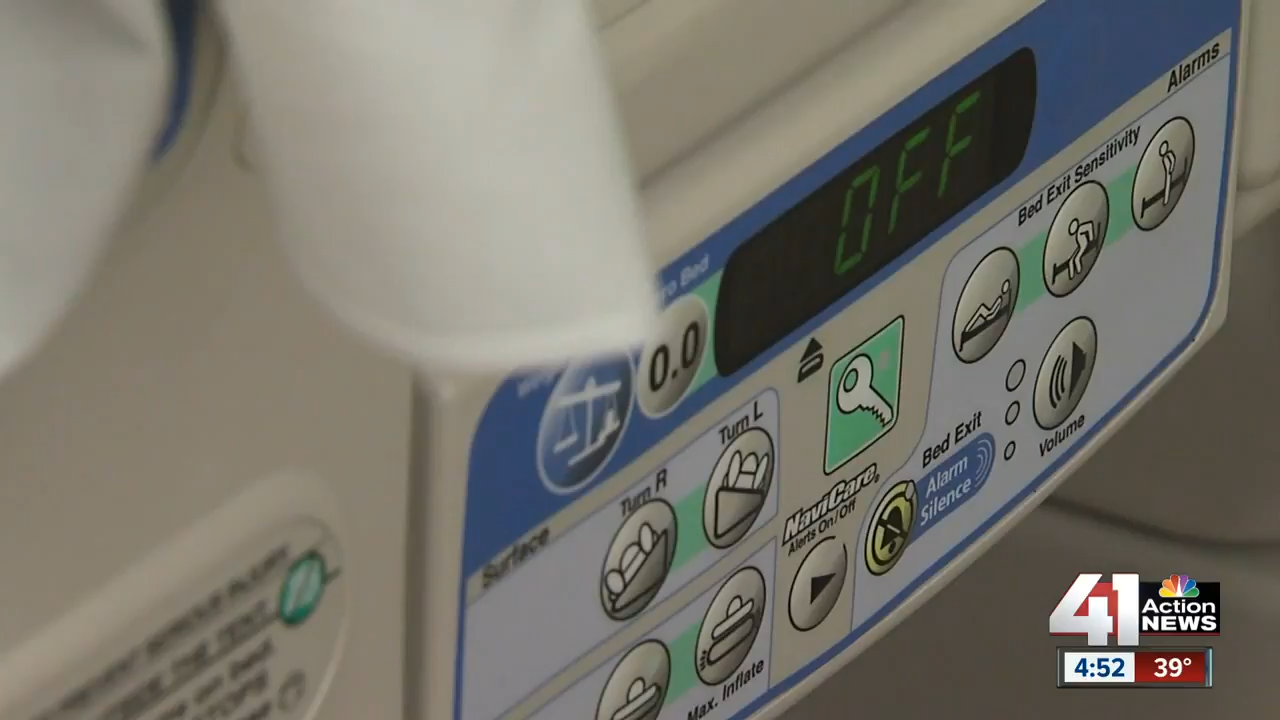 Alarms
OFF
Bed Exit Sensitivity
Bed
0.0
Turn L
Turn R
Volume
Bed Exit
Alarm
Silence
NaviCare®
Alerts On/Off
Surface
Max. Inflate
41
Action
NEWS
4:52 39°